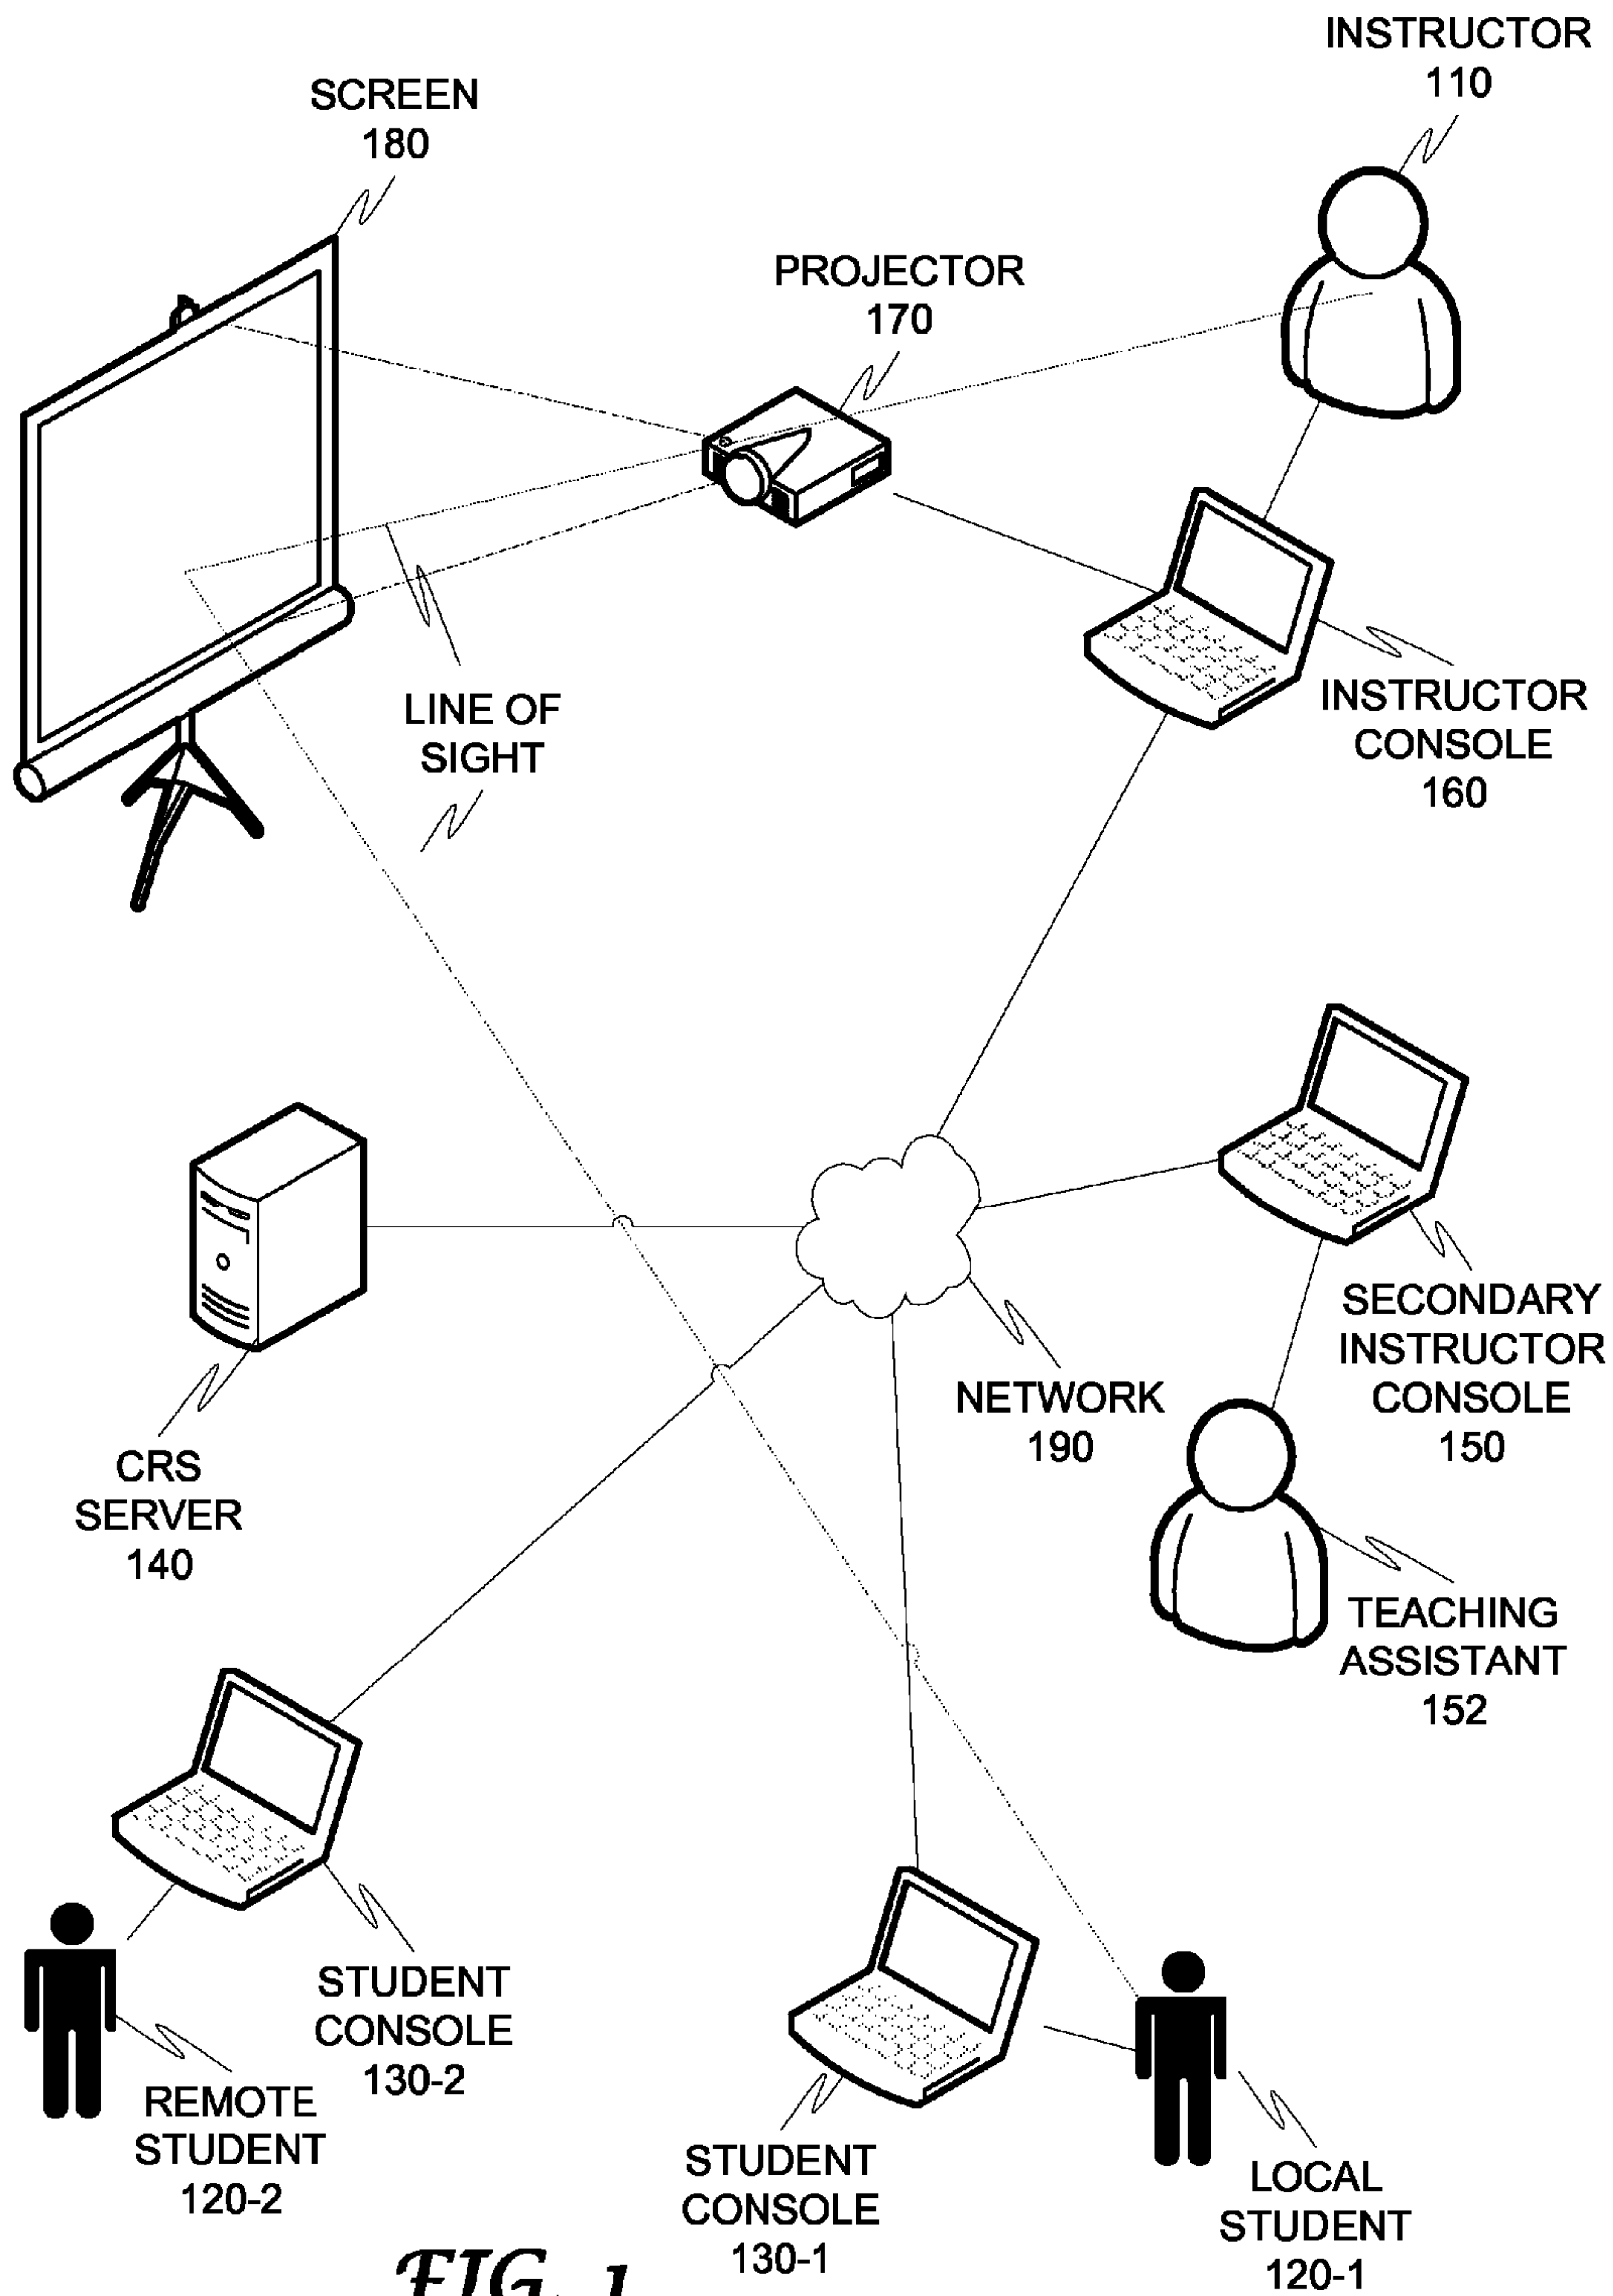 INSTRUCTOR
110
SCREEN
180
PROJECTOR
170
INSTRUCTOR
CONSOLE
160
LINE OF
SIGHT
SECONDARY
INSTRUCTOR
CONSOLE
150
NETWORK
190
CRS
SERVER
140
TEACHING
ASSISTANT
152
STUDENT
CONSOLE
130-2
REMOTE
STUDENT
120-2
STUDENT
CONSOLE
130-1
LOCAL
STUDENT
120-1
FIG. 1